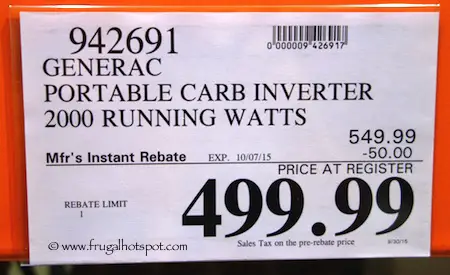 942691
0000009426917
GENERAC
PORTABLE CARB INVERTER
2000 RUNNING WATTS
549.99
Mfr's Instant Rebate EXP. 10/07/15 -50.00
PRICE AT REGISTER
REBATE LIMIT
1
499.99
© www.frugalhotspot.com
Sales Tax on the pre-rebate price